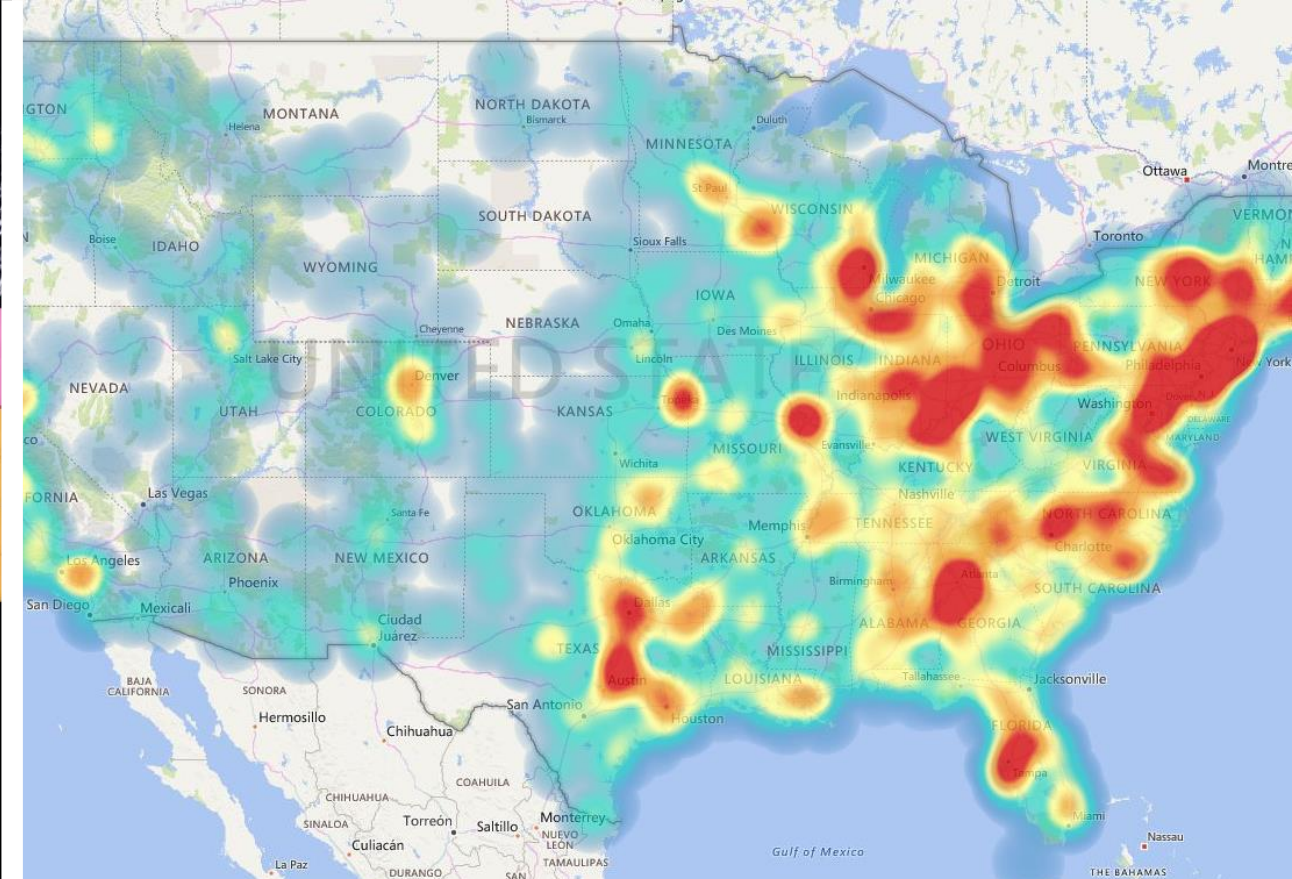 Ottawa
Montre
GTON
MONTANA
Helena
NORTH DAKOTA
Bismarck
Duluth
MINNESOTA
St Paul
WISCONSIN
VERMON
N
HAM
Toronto
SOUTH DAKOTA
Sioux Falls
Boise
IDAHO
WYOMING
MICHIGAN
Detroit
Milwaukee
Chicago
NEW YORK
IOWA
Des Moines
Omaha
Lincoln
NEBRASKA
Cheyenne
Salt Lake City
UNITED STATE
ILLINOIS
INDIANA
OHIO
Columbus
PENNSYLVANIA
Philadelphia
New York
NEVADA
UTAH
Denver
COLORADO
KANSAS
Topeka
Indianapolis
Washington
Dover
N.J.
DELAWARE
MARYLAND
co
MISSOURI
Evansville
WEST VIRGINIA
KENTUCKY
VIRGINIA
Wichita
FORNIA
Las Vegas
Santa Fe
OKLAHOMA
Oklahoma City
Nashville
Memphis
TENNESSEE
NORTH CAROLINA
Charlotte
Los Angeles
ARIZONA
NEW MEXICO
ARKANSAS
Phoenix
Birmingham
Atlanta
SOUTH CAROLINA
San Diego
Mexicali
Dallas
Ciudad
Juárez
TEXAS
ALABAMA
GEORGIA
MISSISSIPPI
Austin
LOUISIANA
Tallahassee
Jacksonville
BAJA
CALIFORNIA
SONORA
San Antonio
Houston
Hermosillo
Chihuahua
FLORIDA
Tampa
COAHUILA
CHIHUAHUA
SINALOA
Torreón
Saltillo
Monterrey
NUEVO
LEÓN
Miami
Culiacán
TAMAULIPAS
Gulf of Mexico
Nassau
La Paz
DURANGO
SAN
THE BAHAMAS